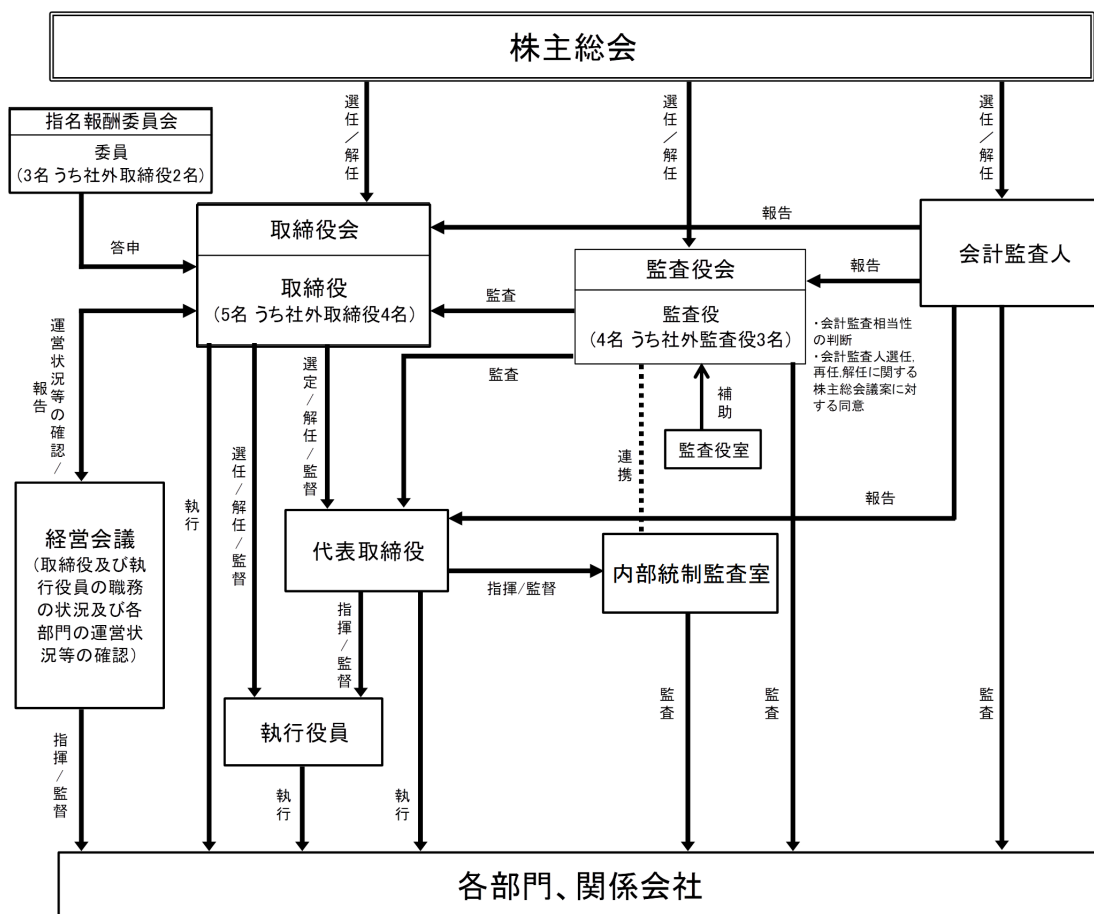 株主総会
選任／解任
選任／解任
選任／解任
指名報酬委員会
委員
(3名 うち社外取締役2名)
答申
取締役会
取締役
(5名 うち社外取締役4名)
報告
会計監査人
監査役会
監査役
(4名 うち社外監査役3名)
報告
監査
監査
・会計監査相当性
の判断
・会計監査人選任,
再任,解任に関する
株主総会議案に対
する同意
運営状況等の確認/
報告
選定/解任/監督
補助
監査役室
連携
選任/解任/監督
執行
報告
経営会議
(取締役及び執
行役員の職務
の状況及び各
部門の運営状
況等の確認)
代表取締役
指揮/監督
内部統制監査室
指揮/監督
執行役員
監査
監査
監査
指揮/監督
執行
執行
各部門、関係会社